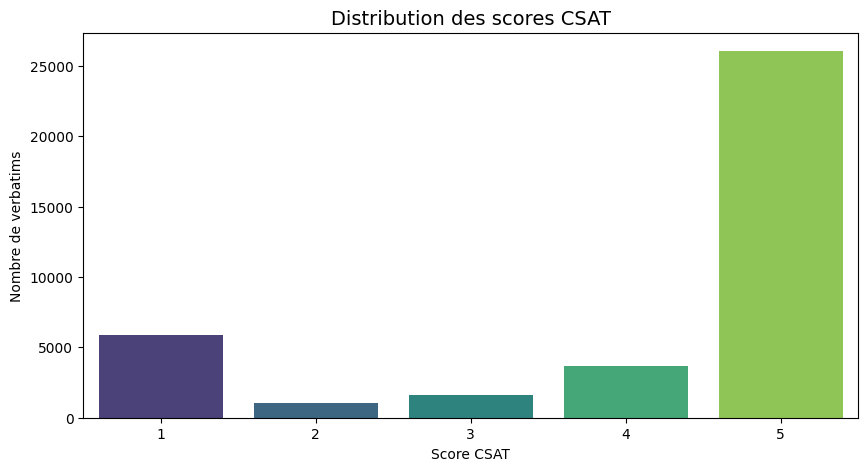 Distribution des scores CSAT
Nombre de verbatims
25000
20000
15000
10000
5000
0
1 2 3 4 5
Score CSAT